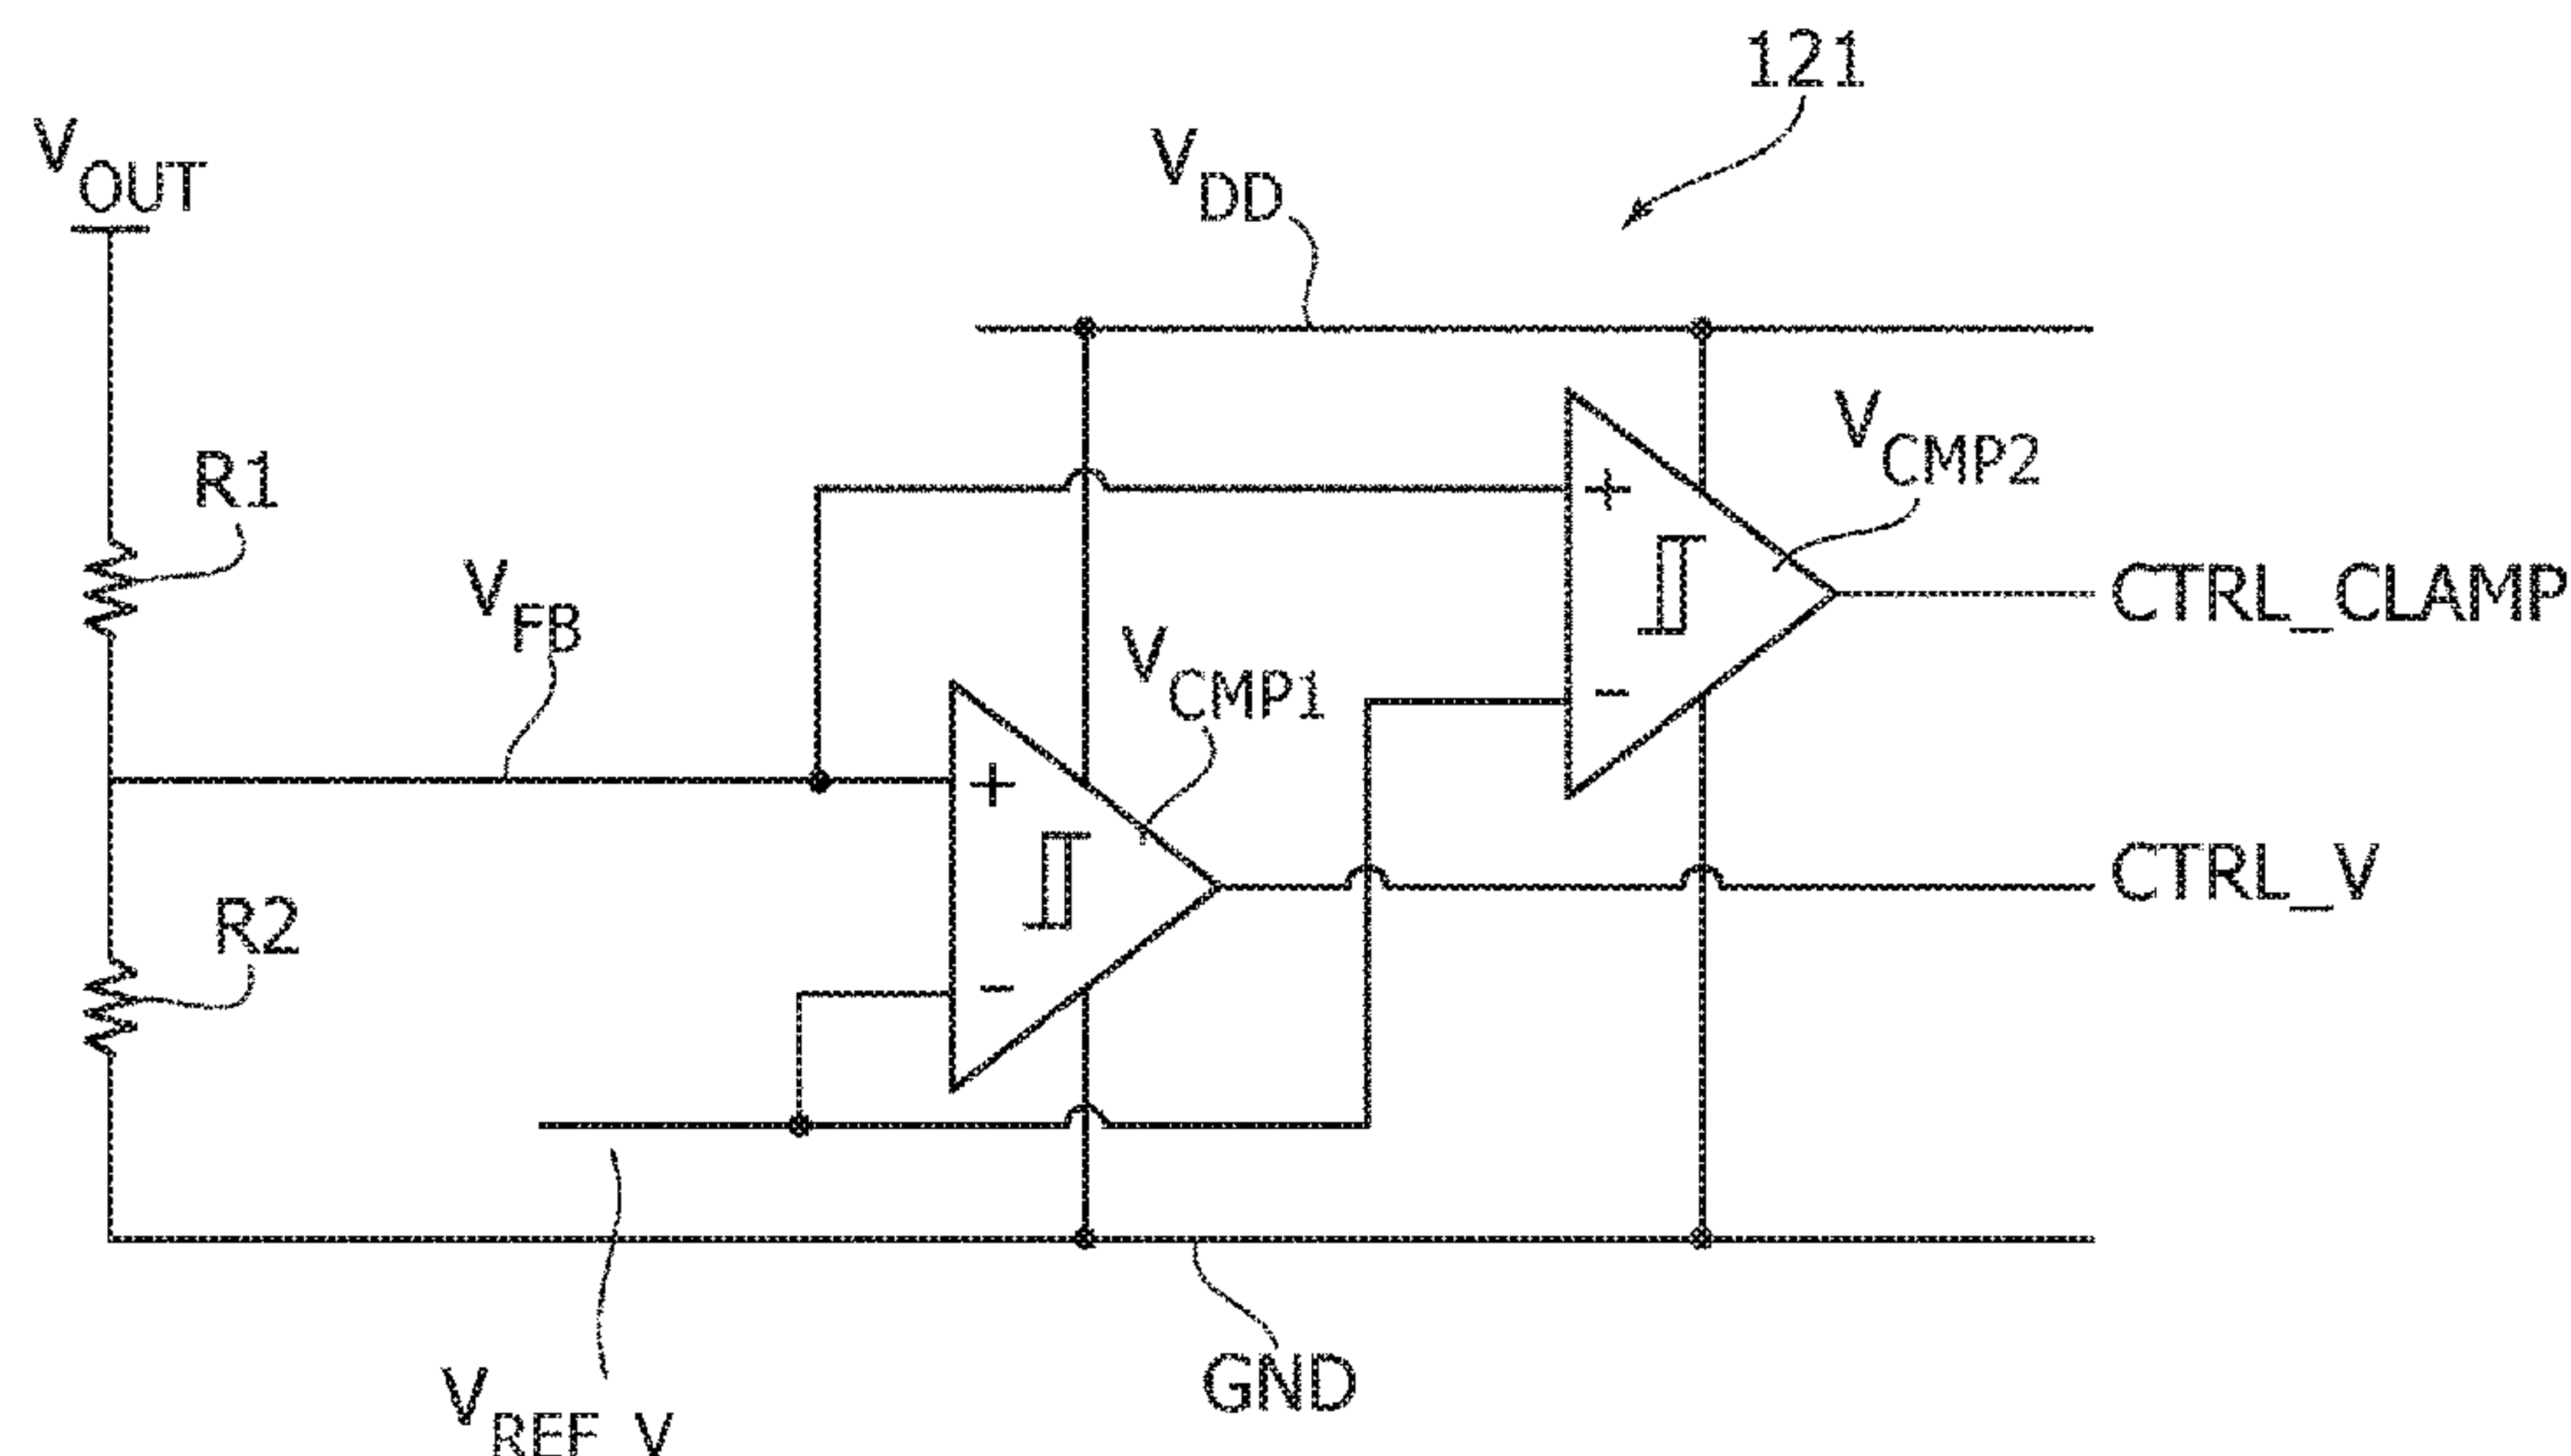 121
VOUT
VDD
R1
VCMP2
+
VFB
CTRL_CLAMP
VCMP1
−
+
CTRL_V
R2
−
VREF_V
GND